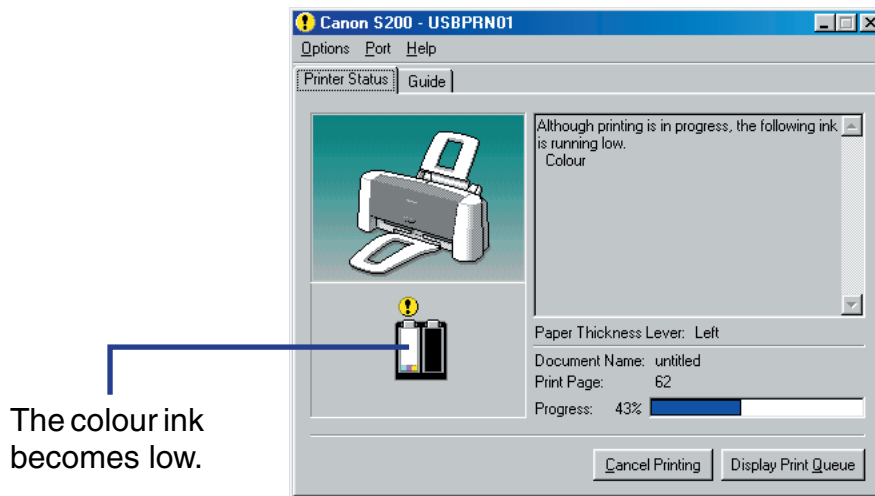 Canon S200 - USBPRN01
Options Port Help
Printer Status Guide
Although printing is in progress, the following ink
is running low.
Colour
Paper Thickness Lever: Left
Document Name: untitled
Print Page: 62
Progress: 43%
Cancel Printing Display Print Queue
The colour ink
becomes low.